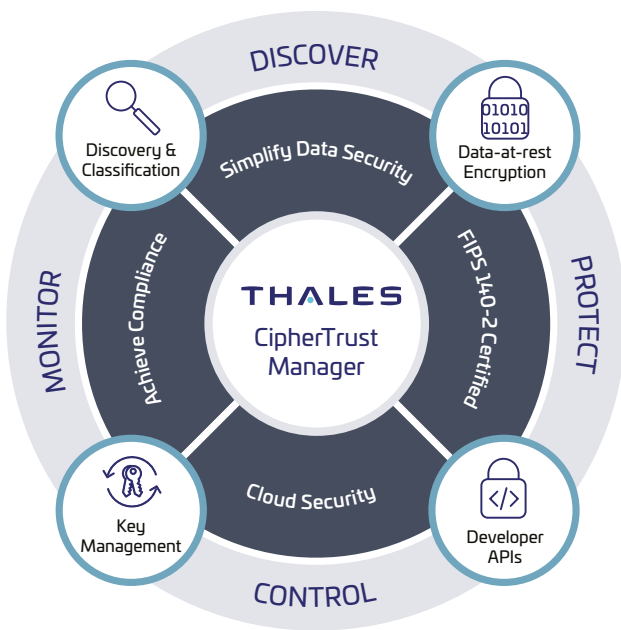 DISCOVER
Discovery &
Classification
01010
10101
Data-at-rest
Encryption
Simplify Data Security
MONITOR
Achieve Compliance
THALES
CipherTrust
Manager
FIPS 140-2 Certified
PROTECT
Cloud Security
Key
Management
</>
Developer
APIs
CONTROL